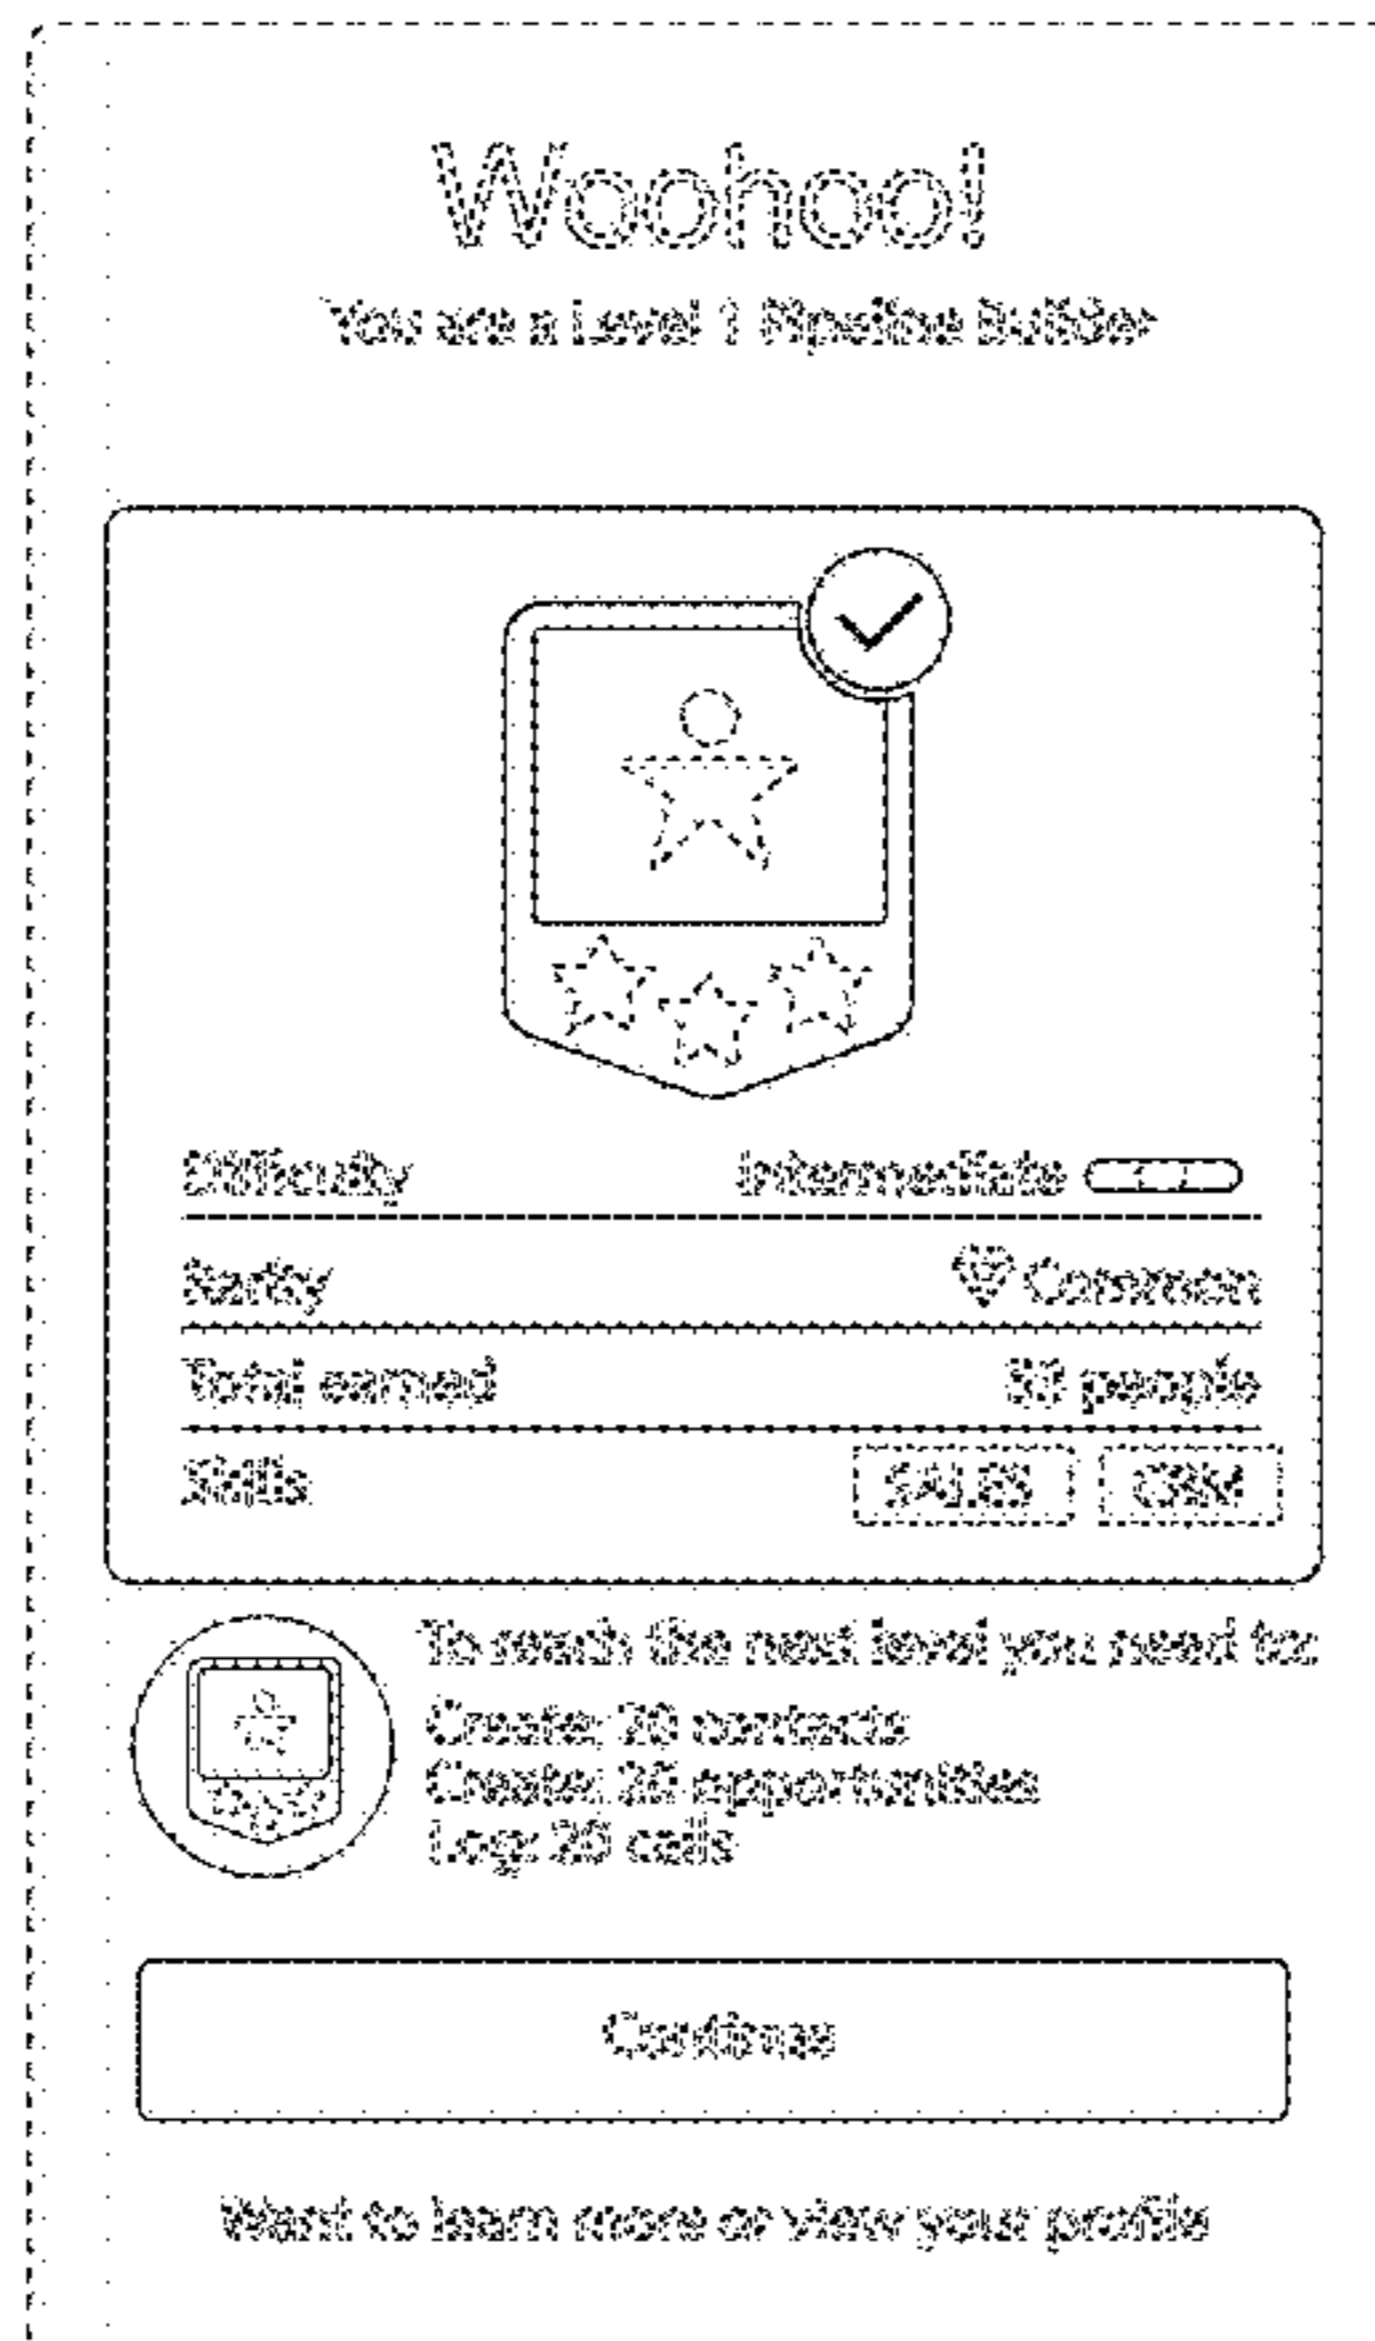 Woohoo!
You are a Level 1 Pipeline Builder
Difficulty Intermediate
Rarity Common
Total earned people
Skills SALES CRM
To reach the next level you need to:
Create: 20 contacts
Create: opportunities
Log: 20 calls
Continue
Want to learn more or view your profile